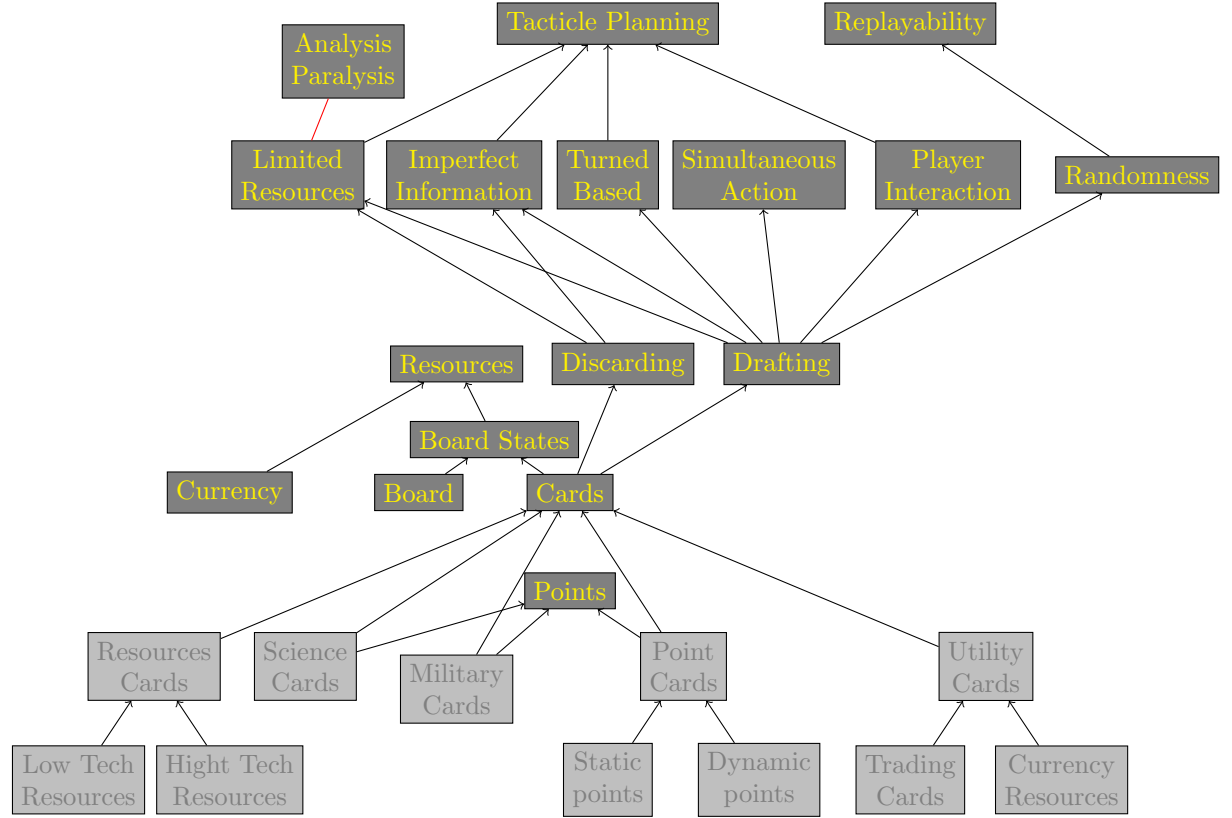 Tacticle Planning
Replayability
Analysis
Paralysis
Limited
Resources
Imperfect
Information
Turned
Based
Simultaneous
Action
Player
Interaction
Randomness
Resources
Discarding
Drafting
Board States
Currency
Board
Cards
Points
Resources
Cards
Science
Cards
Military
Cards
Point
Cards
Utility
Cards
Low Tech
Resources
Hight Tech
Resources
Static
points
Dynamic
points
Trading
Cards
Currency
Resources